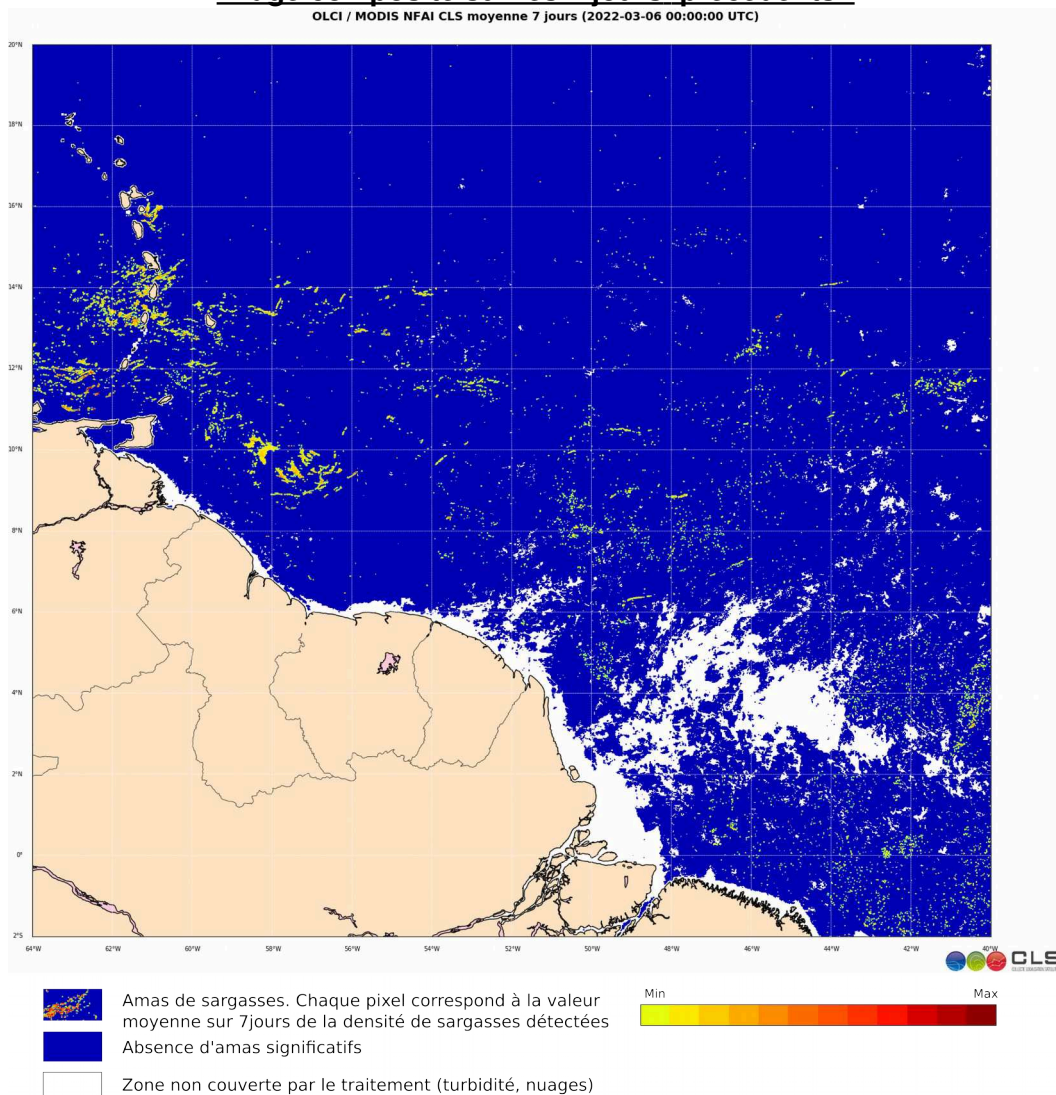 OLCI / MODIS NFAI CLS moyenne 7 jours (2022-03-06 00:00:00 UTC)
20°N
18°N
16°N
14°N
12°N
10°N
8°N
6°N
4°N
2°N
0°
2°S
64°W 62°W 60°W 58°W 56°W 54°W 52°W 50°W 48°W 46°W 44°W 42°W 40°W
CLS
Amas de sargasses. Chaque pixel correspond à la valeur
moyenne sur 7jours de la densité de sargasses détectées
Min Max
Absence d'amas significatifs
Zone non couverte par le traitement (turbidité, nuages)